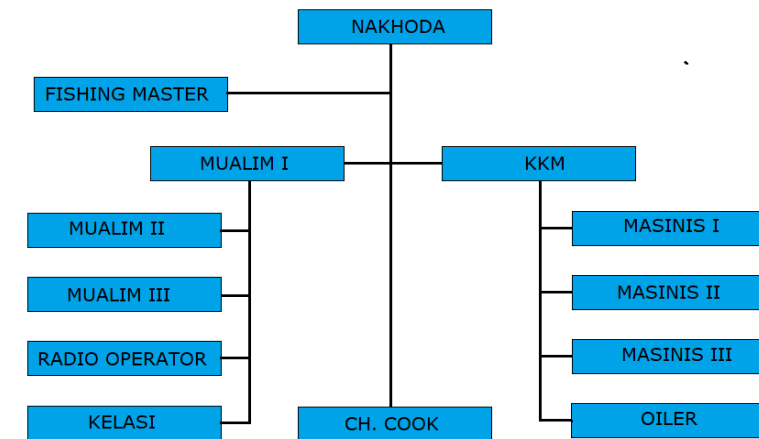 NAKHODA
FISHING MASTER
MUALIM I
KKM
MUALIM II
MASINIS I
MUALIM III
MASINIS II
RADIO OPERATOR
MASINIS III
KELASI
CH. COOK
OILER